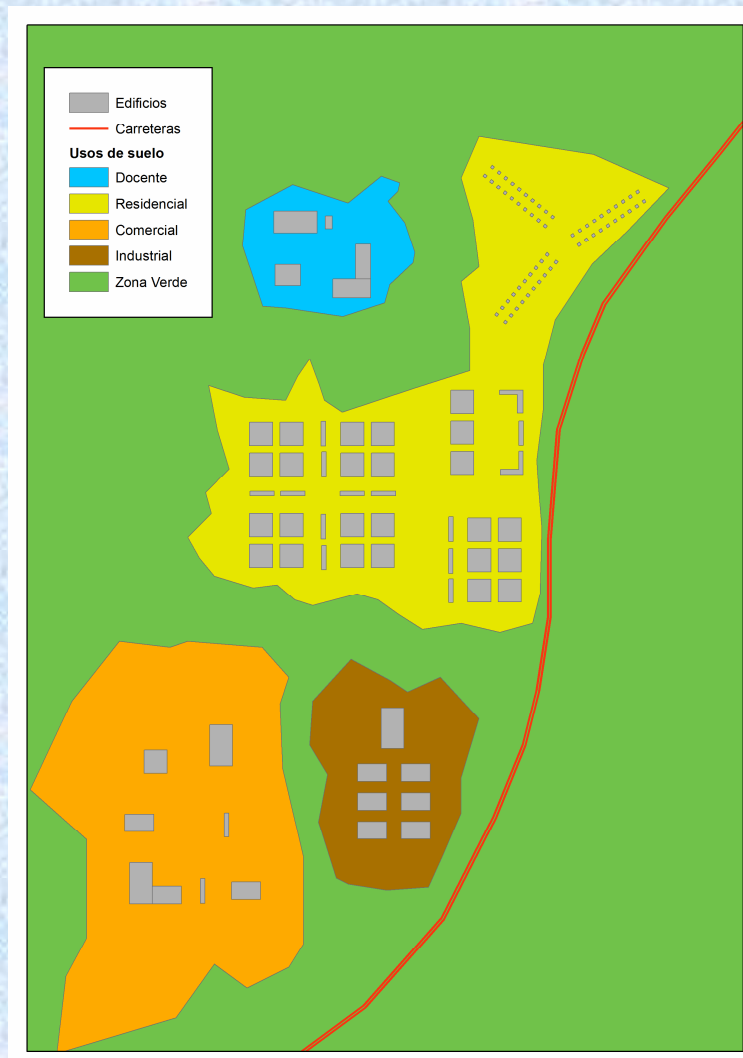 Edificios
Carreteras
Usos de suelo
Docente
Residencial
Comercial
Industrial
Zona Verde